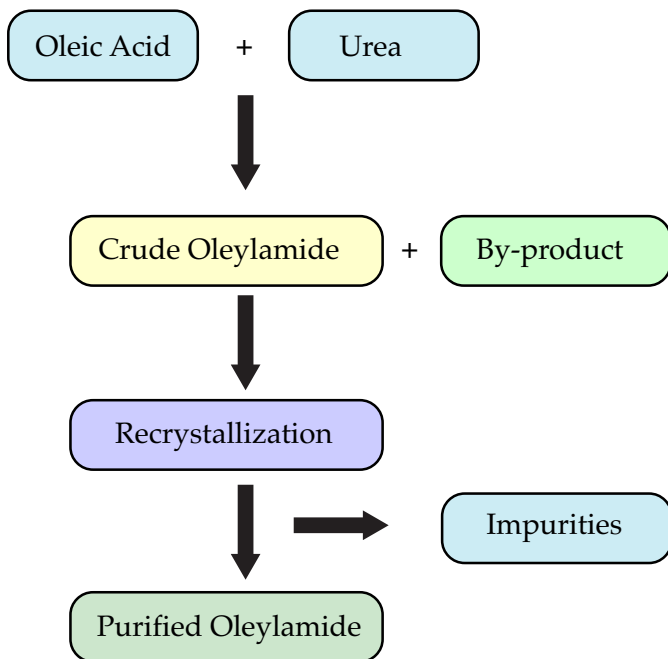 Oleic Acid + Urea
Crude Oleylamide + By-product
Recrystallization
Impurities
Purified Oleylamide